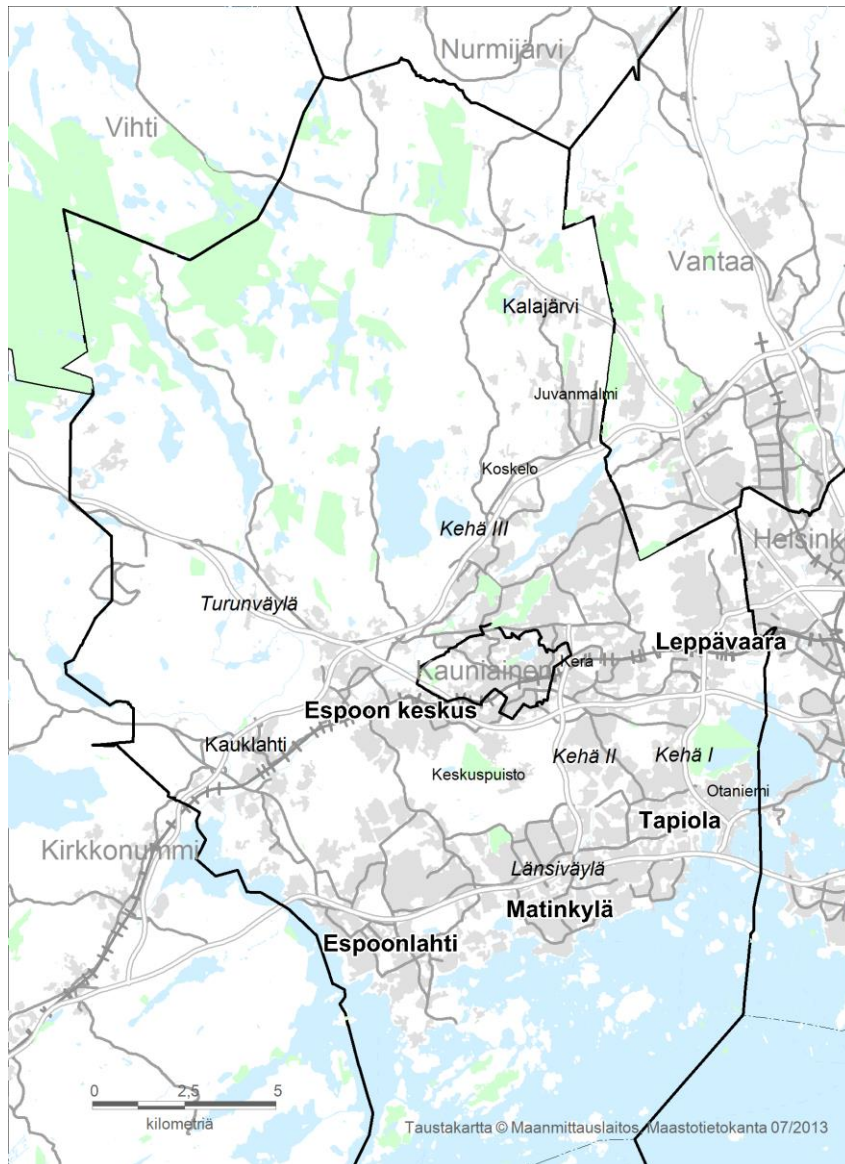 Nurmijärvi
Vihti
Vantaa
Kalajärvi
Juvanmalmi
Koskelo
Kehä III
Helsink
Turunväylä
Leppävaara
Kera
Kauniainen
Espoon keskus
Kauklahti
Kehä II
Kehä I
Keskuspuisto
Otaniemi
Tapiola
Kirkkonummi
Länsiväylä
Matinkylä
Espoonlahti
0 2,5 5
kilometriä
Taustakartta © Maanmittauslaitos, Maastotietokanta 07/2013